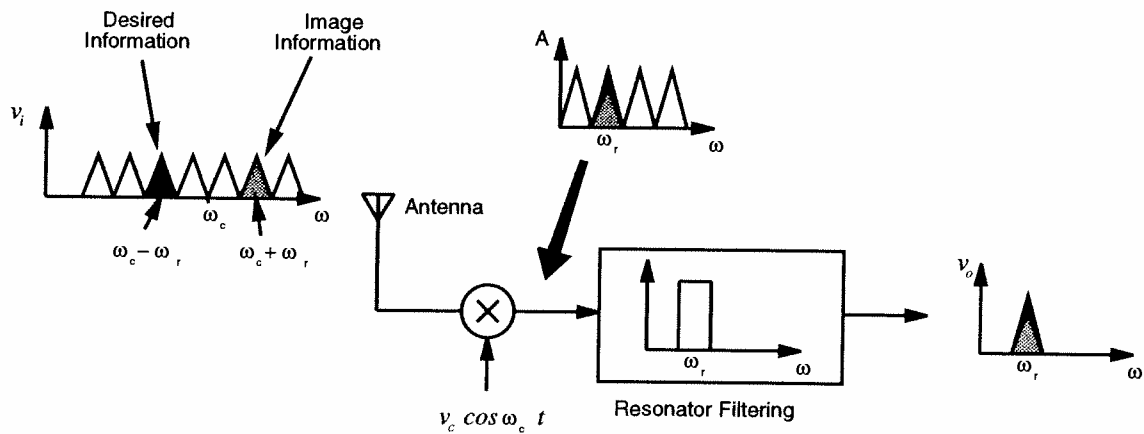 Desired
Information
Image
Information
v_i
ω_c
ω
ω_c − ω_r
ω_c + ω_r
A
ω_r
ω
Antenna
v_c cos ω_c t
ω_r
ω
Resonator Filtering
v_o
ω_r
ω